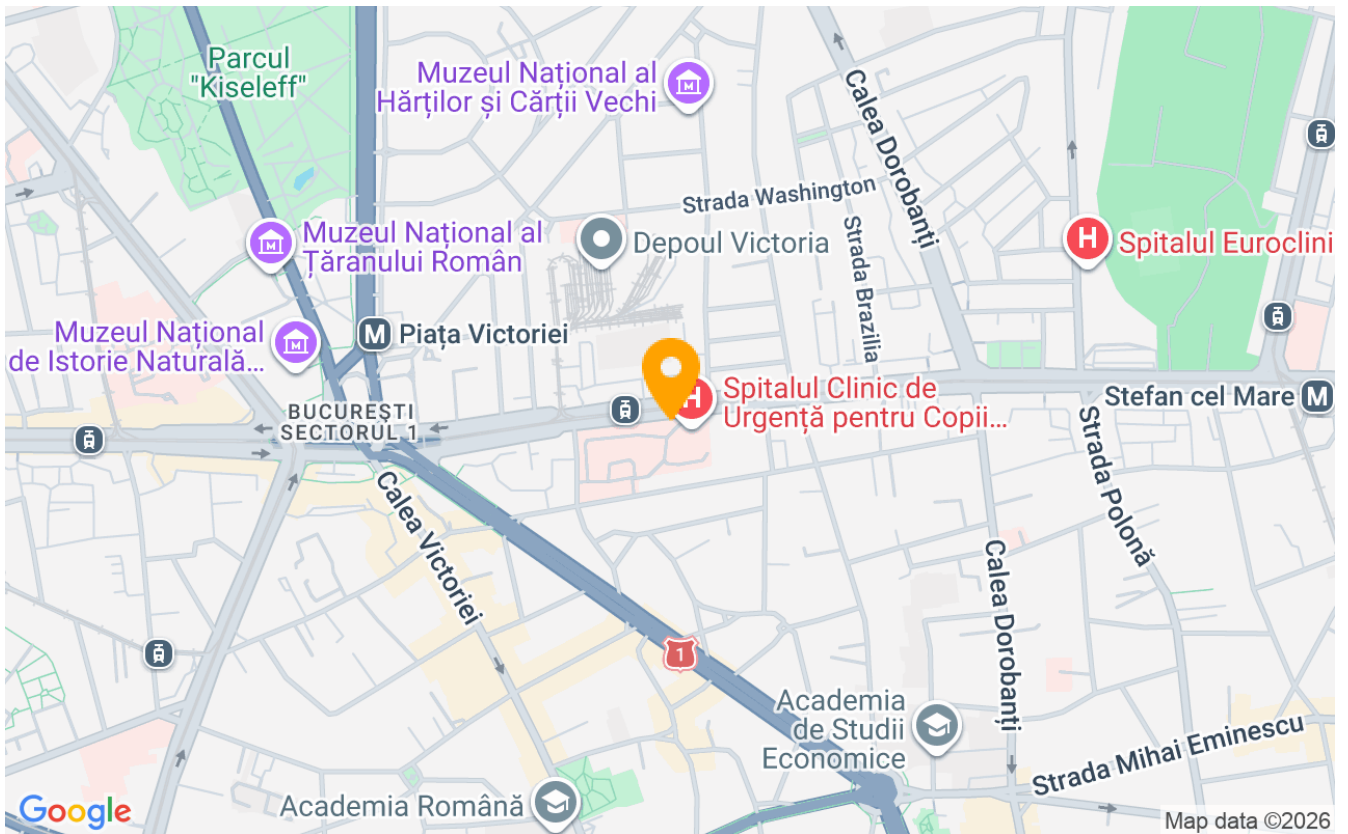 Parcul
"Kiseleff"
Muzeul Național al
Hărților și Cărții Vechi
Calea Dorobanți
Strada Washington
Strada Brazilia
Muzeul Național al
Țăranului Român
Depoul Victoria
H
Spitalul Euroclini
M
Piața Victoriei
Muzeul Național
de Istorie Naturală...
H
Spitalul Clinic de
Urgență pentru Copii...
Stefan cel Mare
M
BUCUREȘTI
SECTORUL 1
Strada Polonă
Calea Victoriei
Calea Dorobanți
1
Academia
de Studii
Economice
Strada Mihai Eminescu
Academia Română
Google
Map data ©2026